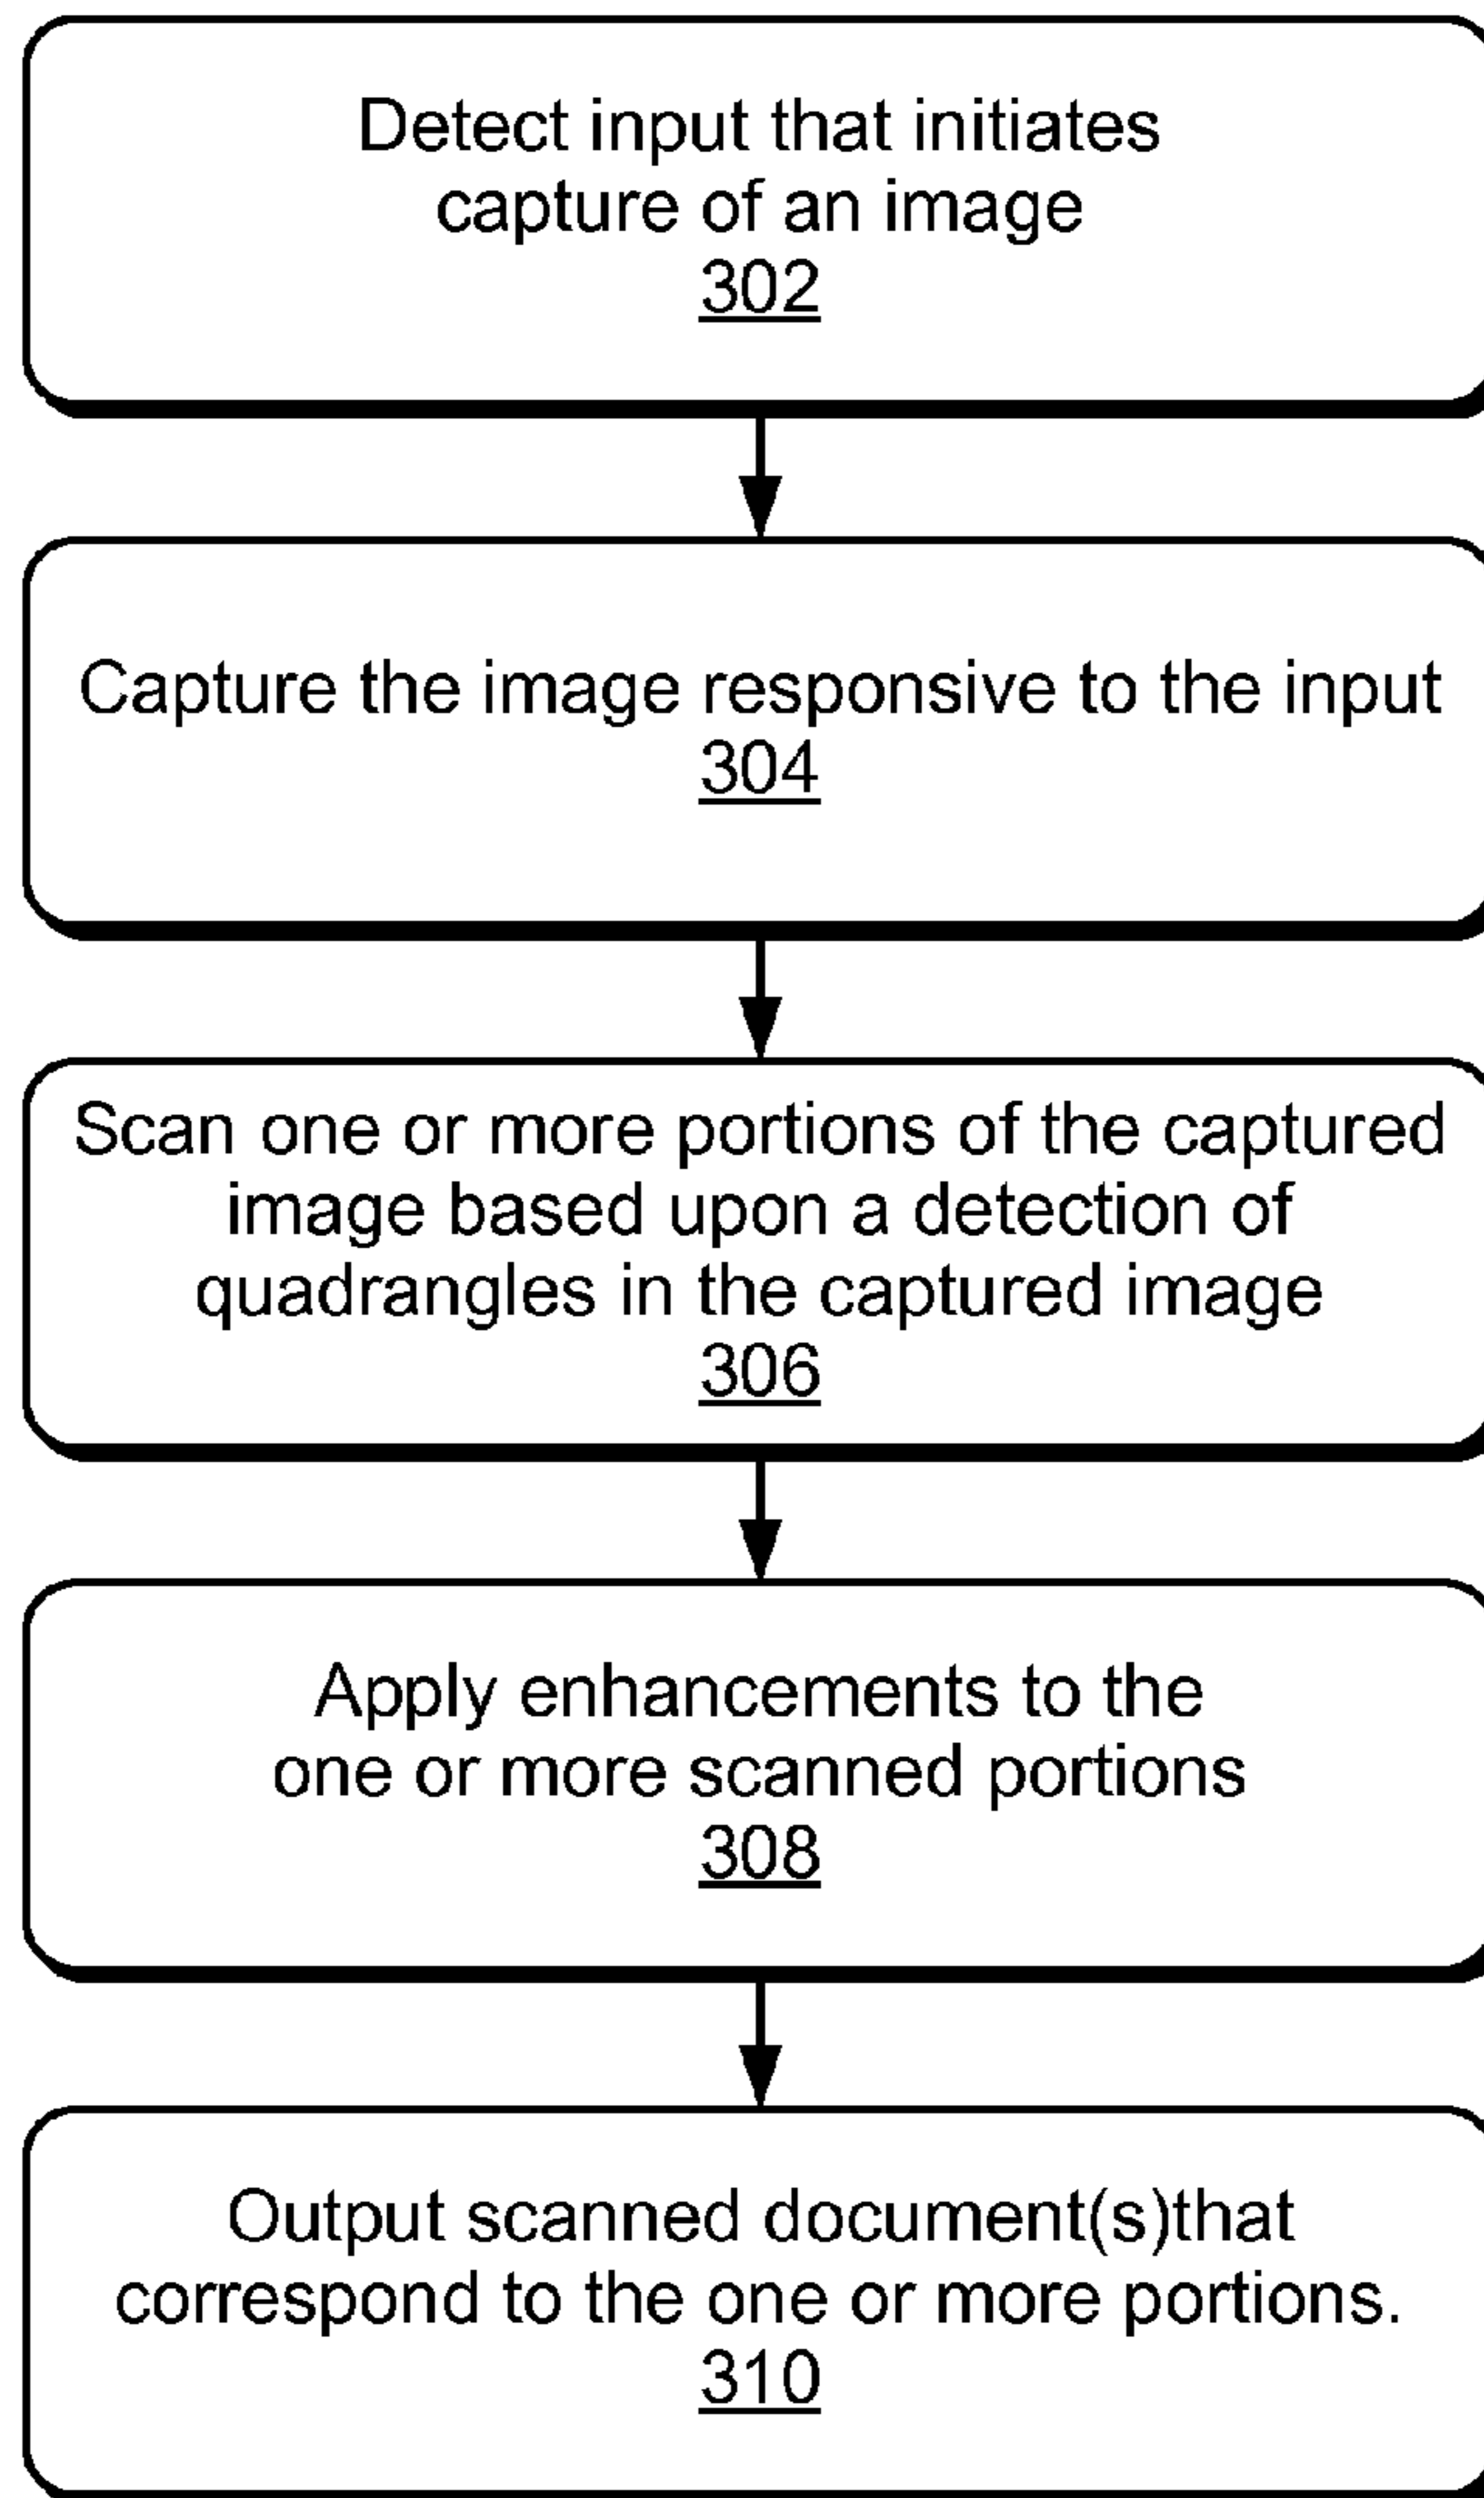 Detect input that initiates
capture of an image
302
Capture the image responsive to the input
304
Scan one or more portions of the captured
image based upon a detection of
quadrangles in the captured image
306
Apply enhancements to the
one or more scanned portions
308
Output scanned document(s)that
correspond to the one or more portions.
310